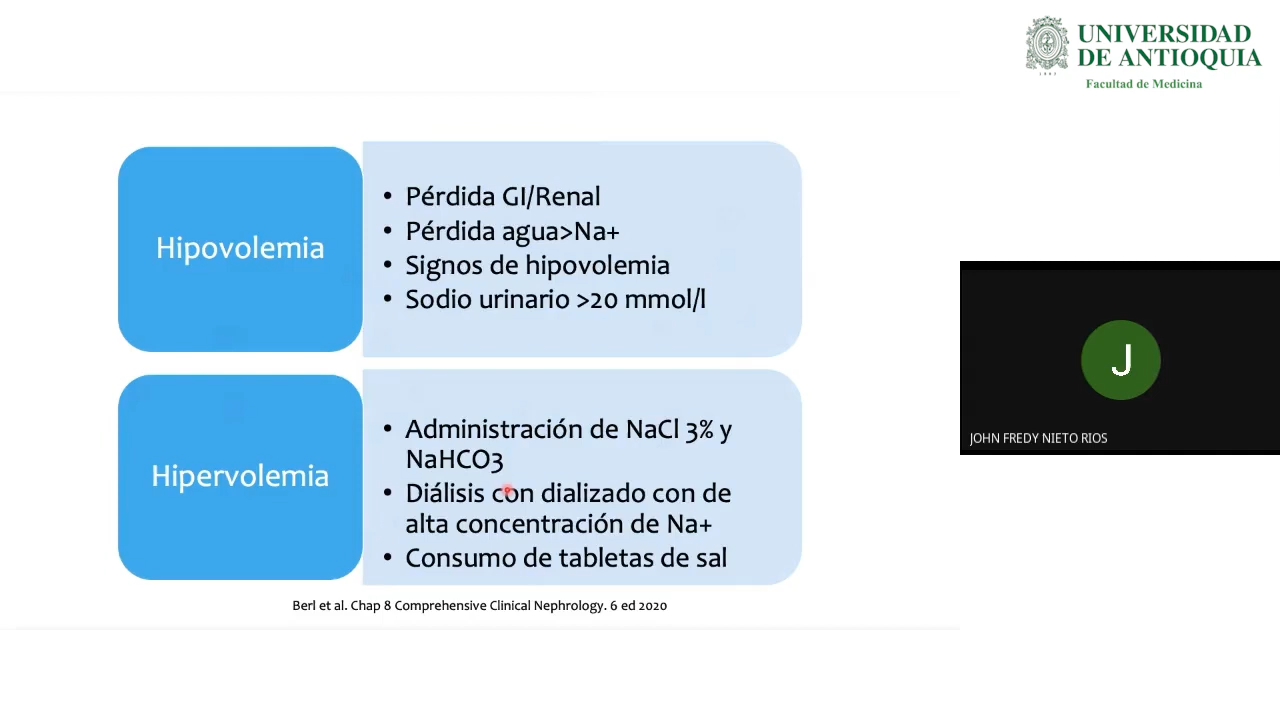 UNIVERSIDAD
DE ANTIOQUIA
1803
Facultad de Medicina
Hipovolemia
• Pérdida GI/Renal
• Pérdida agua>Na+
• Signos de hipovolemia
• Sodio urinario >20 mmol/l
Hipervolemia
• Administración de NaCl 3% y
NaHCO3
• Diálisis con dializado con de
alta concentración de Na+
• Consumo de tabletas de sal
Berl et al. Chap 8 Comprehensive Clinical Nephrology. 6 ed 2020
J
JOHN FREDY NIETO RIOS